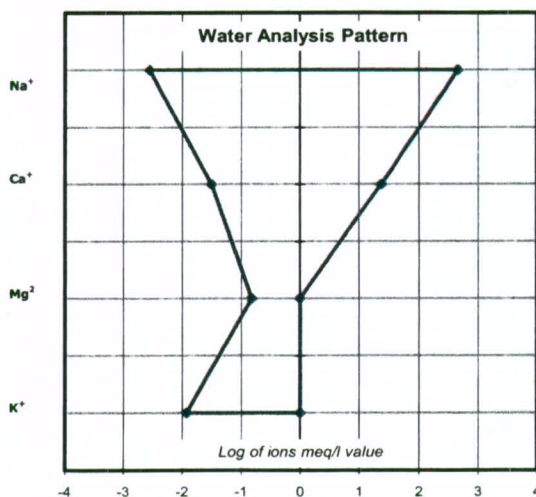 Water Analysis Pattern
Na⁺
Ca⁺
Mg²
K⁺
Log of ions meq/l value
-4 -3 -2 -1 0 1 2 3 4